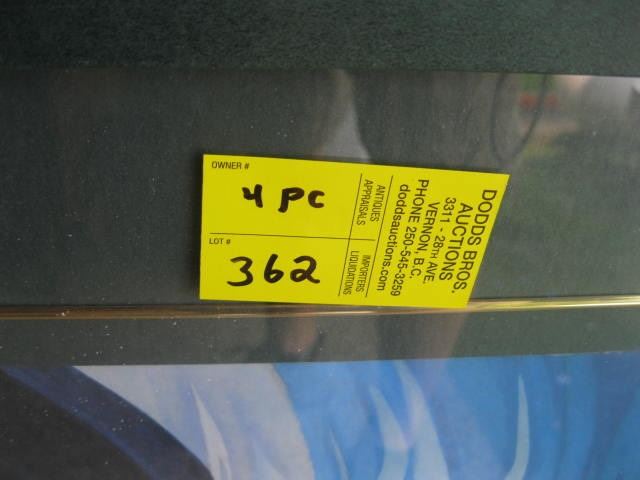 OWNER #
4 PC
LOT #
362
ANTIQUES
APPRAISALS
IMPORTERS
LIQUIDATIONS
DODDS BROS.
AUCTIONS
3311 - 28TH AVE.
VERNON, B.C.
PHONE 250-545-3259
doddsauctions.com